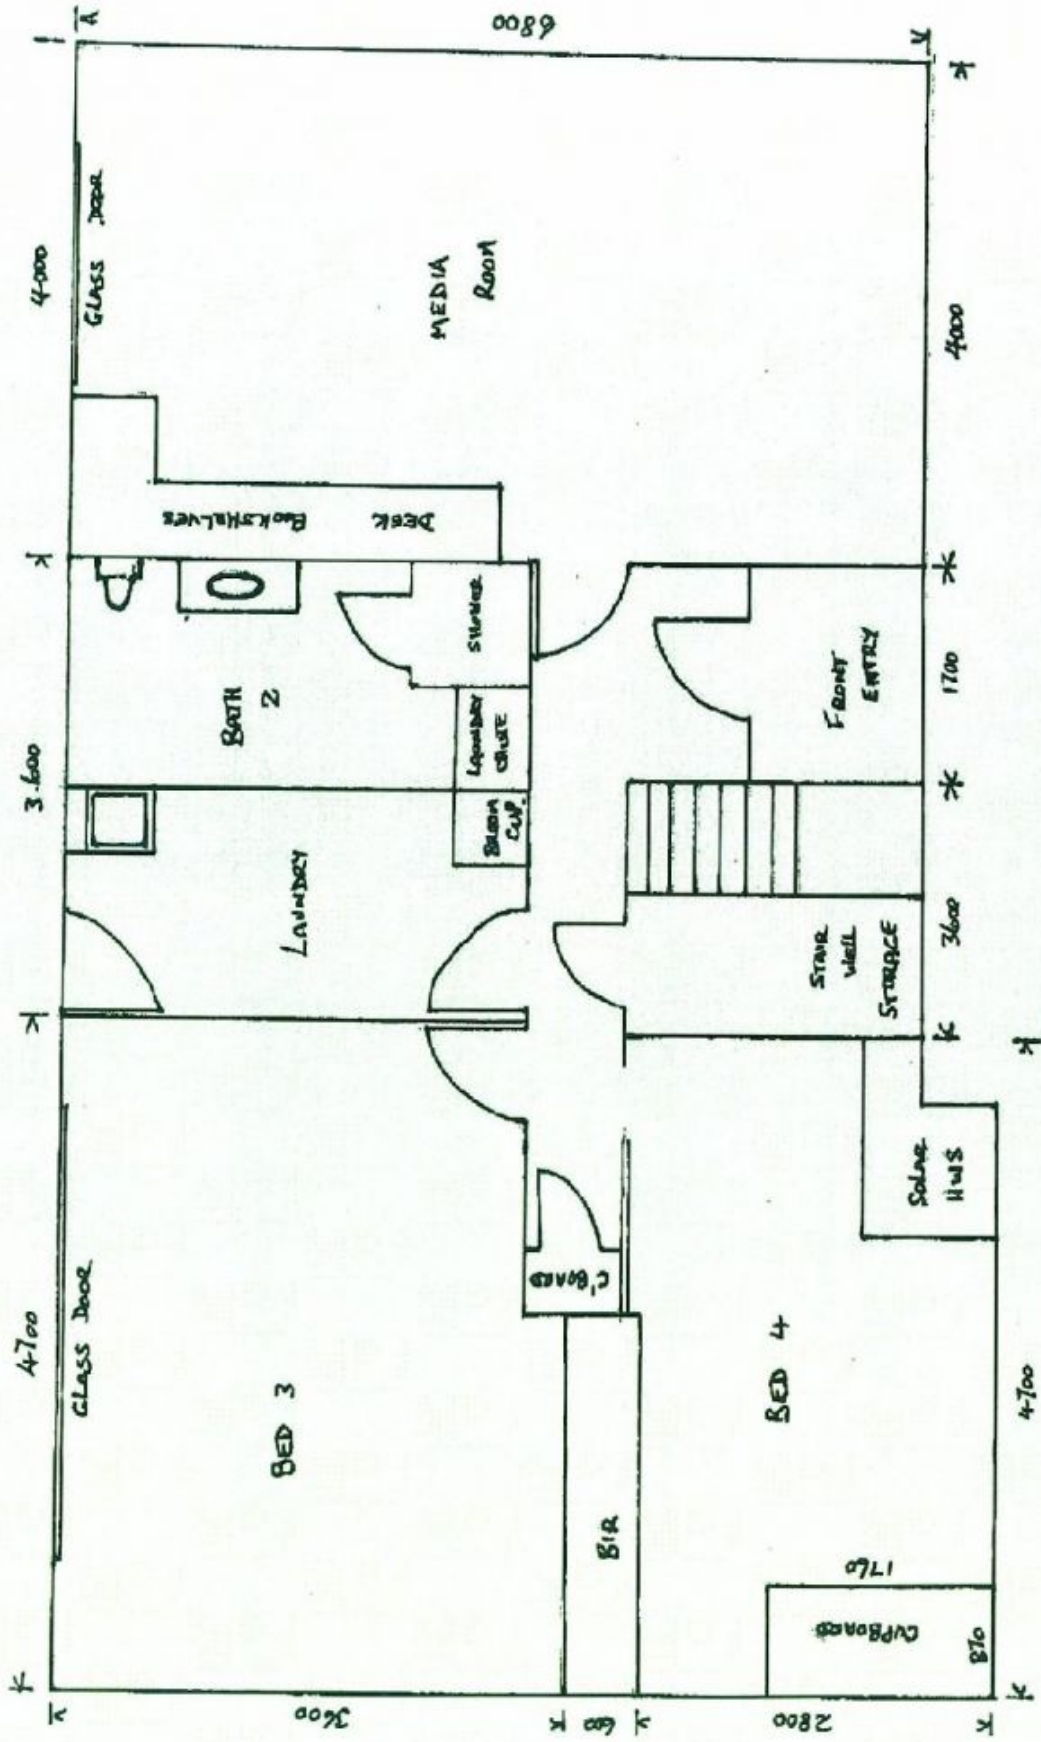 A
6800
4000
GLASS DOOR
MEDIA
ROOM
4000
DESK
BOOKSHELVES
3.600
BATH
2
SHOWER
LAUNDRY
CHUTE
BROOM
CUP.
FRONT
ENTRY
1700
LAUNDRY
STAIR
WELL
STORAGE
3600
4700
GLASS DOOR
BED 3
C'BOARD
SOLAR
HWS
BIR
BED 4
4700
1760
CUPBOARD
870
3600
600
2800